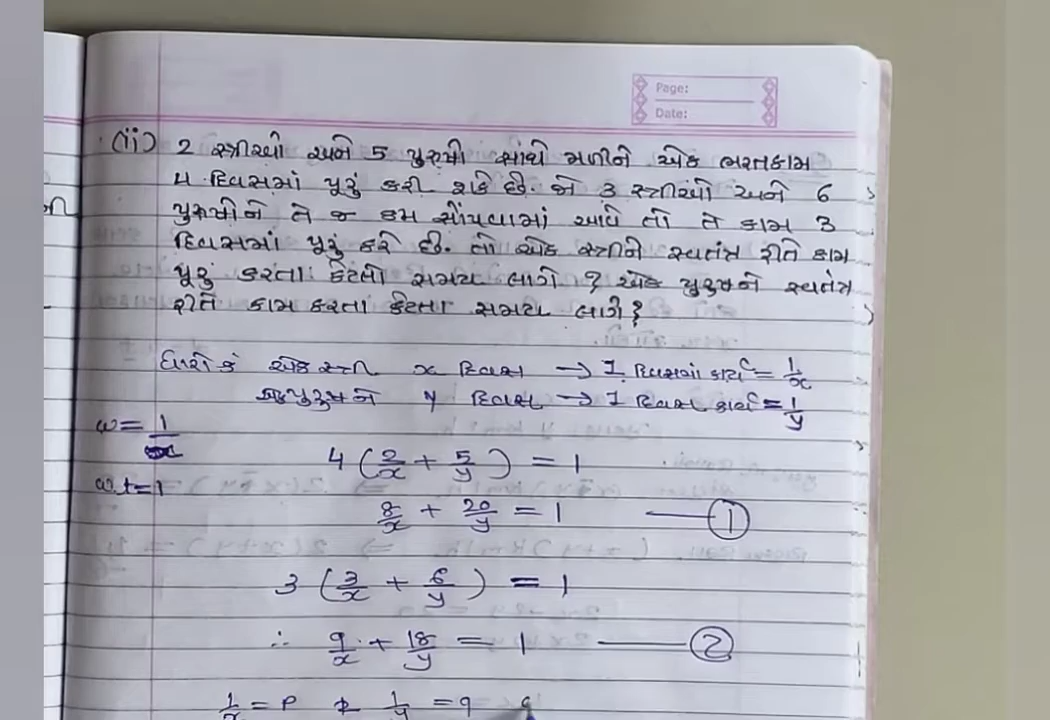 Page:
Date:
(ii) 2 સ્ત્રીઓ અને 5 પુરુષો સાથે મળીને એક ભરતકામ
4 દિવસમાં પૂરું કરી શકે છે. જો 3 સ્ત્રીઓ અને 6
પુરુષોને તે જ કામ સોંપવામાં આવે તો તે કામ 3
દિવસમાં પૂરું કરે છે. તો એક સ્ત્રીને સ્વતંત્ર રીતે કામ
પૂરું કરતા કેટલો સમય લાગે ? એક પુરુષને સ્વતંત્ર
રીતે કામ કરતા કેટલા સમય લાગે ?
ધારો કે એક સ્ત્રી x દિવસ → 1 દિવસમાં કાર્ય = 1/x
પુરુષને y દિવસ → 1 દિવસ કાર્ય = 1/y
w = 1
4 (2/x + 5/y) = 1
w.t=1
8/x + 20/y = 1 —— 1
3 (3/x + 6/y) = 1
∴ 9/x + 18/y = 1 —— 2
1/x = P 1/y = q